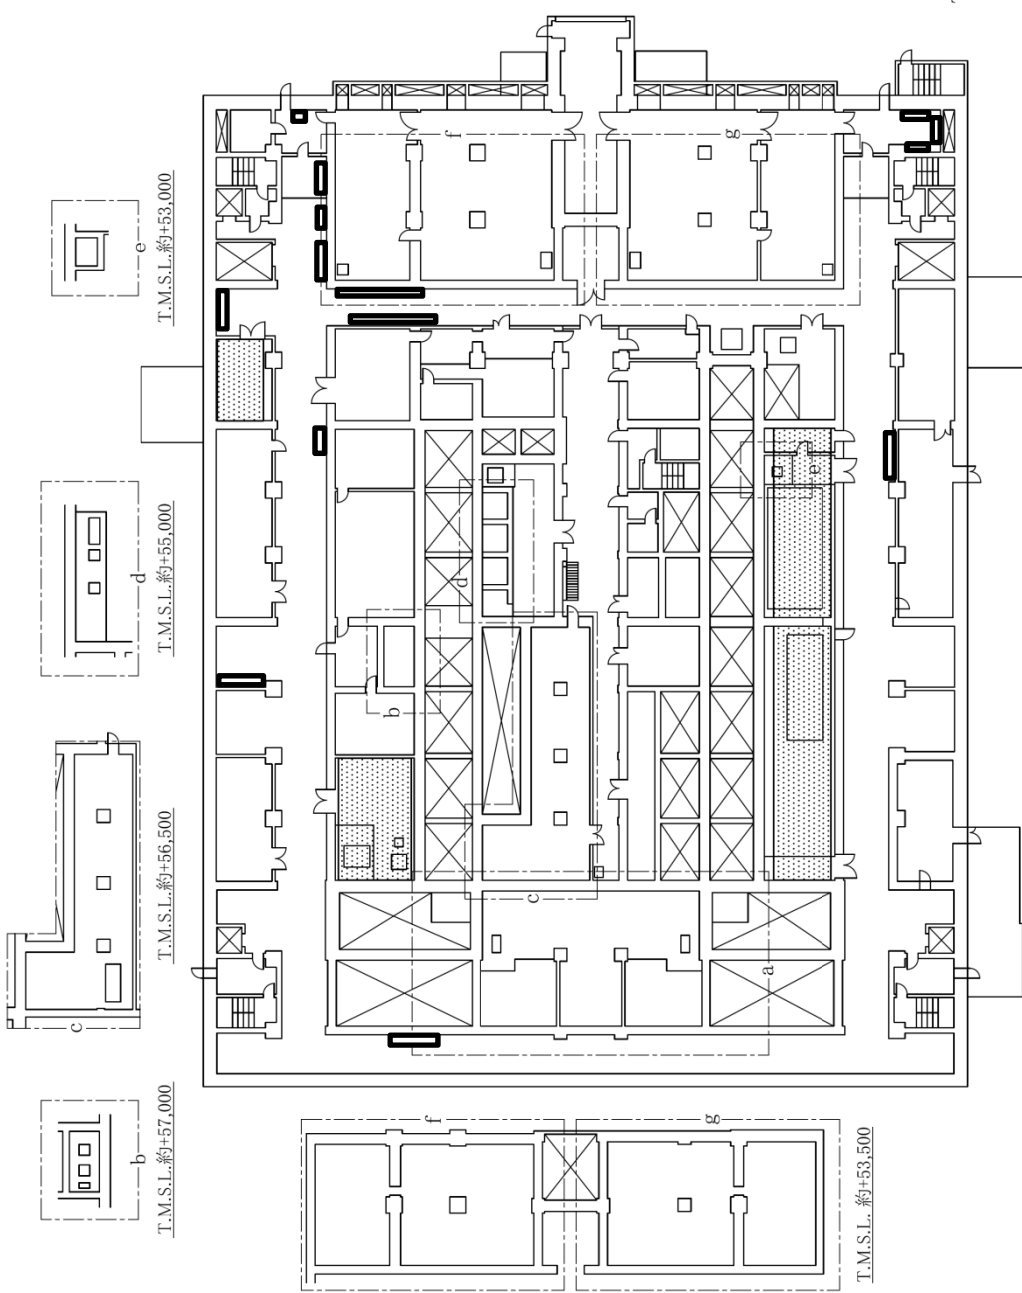 f
g
e
T.M.S.L.約+53,000
d
T.M.S.L.約+55,000
c
T.M.S.L.約+56,500
b
T.M.S.L.約+57,000
e
d
b
c
a
f
g
T.M.S.L. 約+53,500